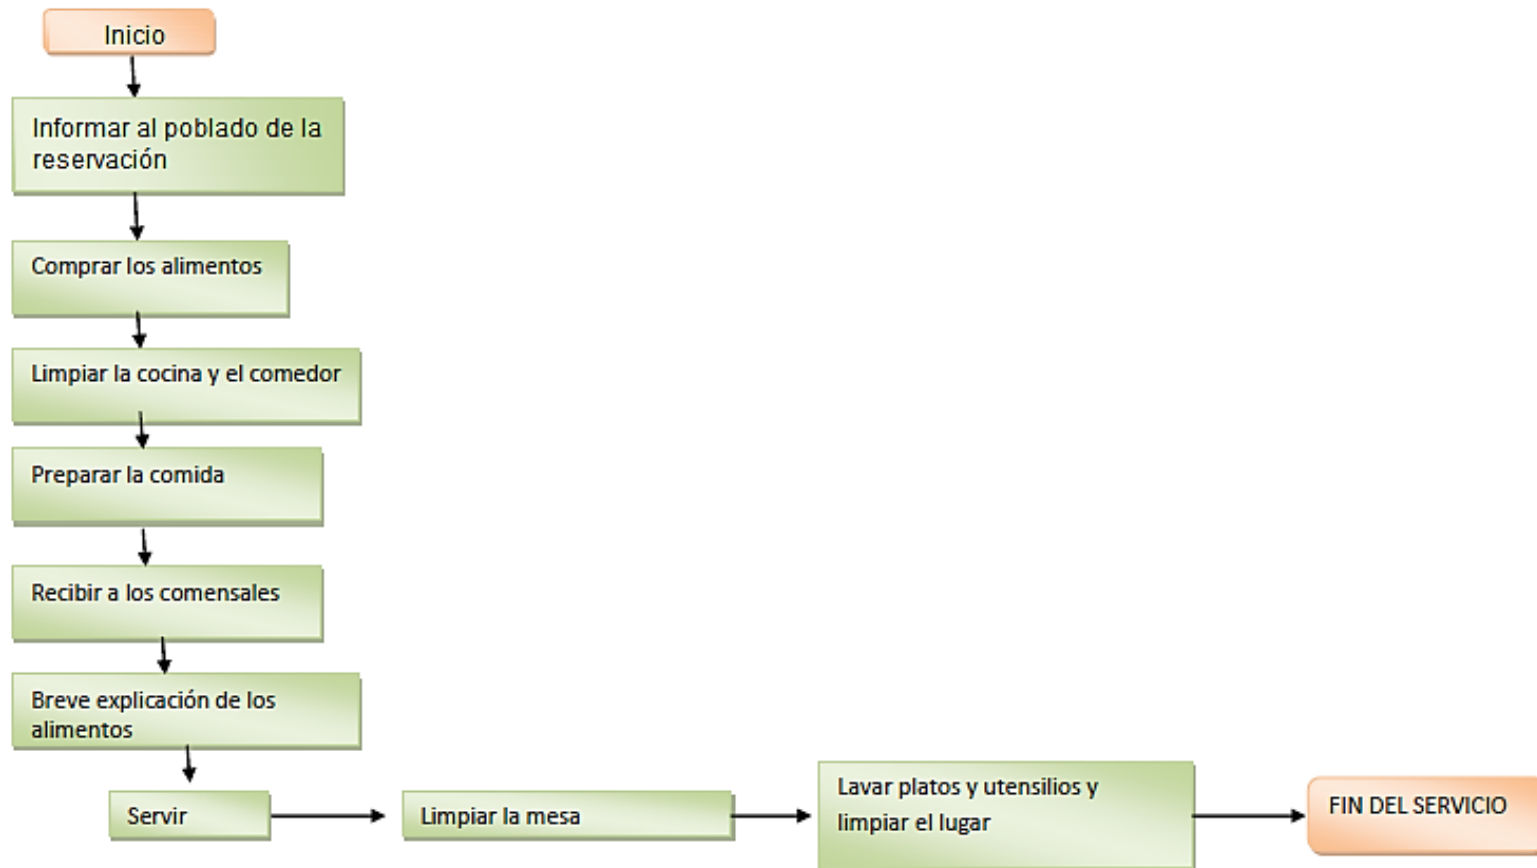 Inicio
Informar al poblado de la
reservación
Comprar los alimentos
Limpiar la cocina y el comedor
Preparar la comida
Recibir a los comensales
Breve explicación de los
alimentos
Servir
Limpiar la mesa
Lavar platos y utensilios y
limpiar el lugar
FIN DEL SERVICIO